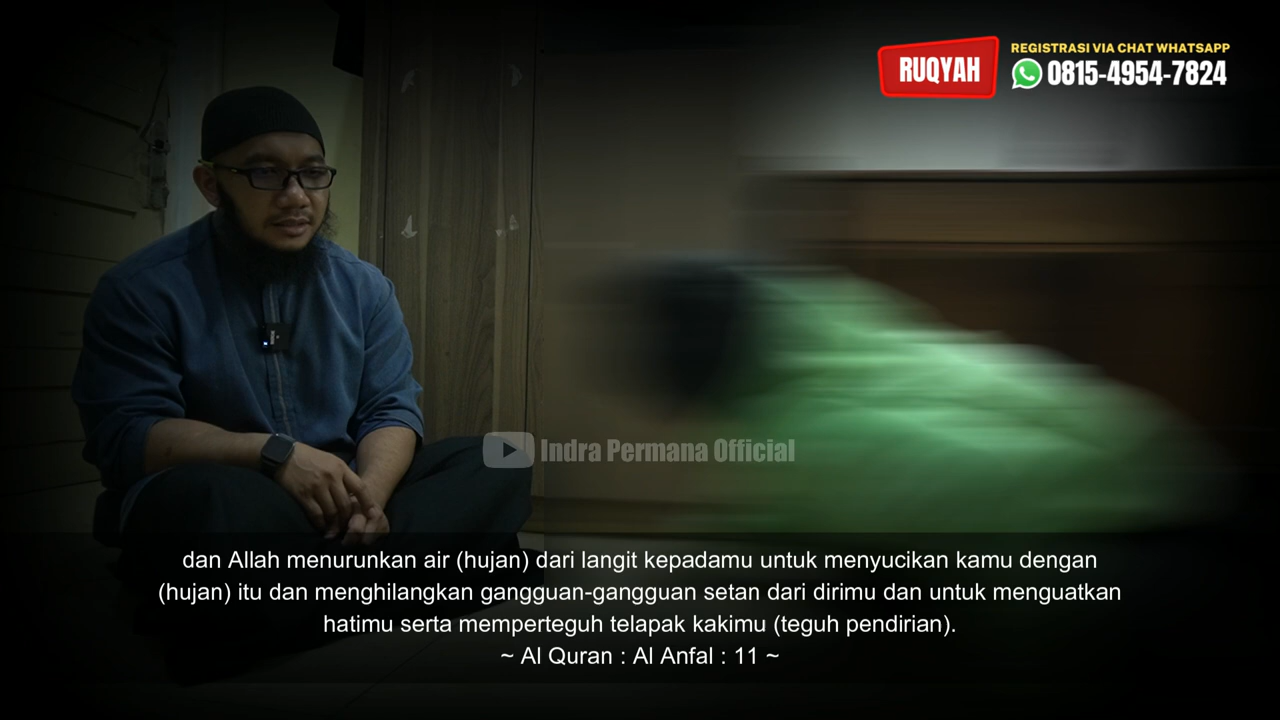 RUQYAH
REGISTRASI VIA CHAT WHATSAPP
0815-4954-7824
Indra Permana Official
dan Allah menurunkan air (hujan) dari langit kepadamu untuk menyucikan kamu dengan
(hujan) itu dan menghilangkan gangguan-gangguan setan dari dirimu dan untuk menguatkan
hatimu serta memperteguh telapak kakimu (teguh pendirian).
~ Al Quran : Al Anfal : 11 ~